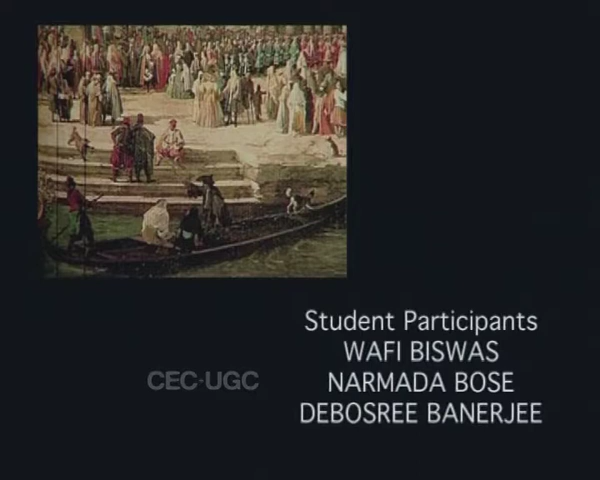 Student Participants
WAFI BISWAS
CEC-UGC
NARMADA BOSE
DEBOSREE BANERJEE